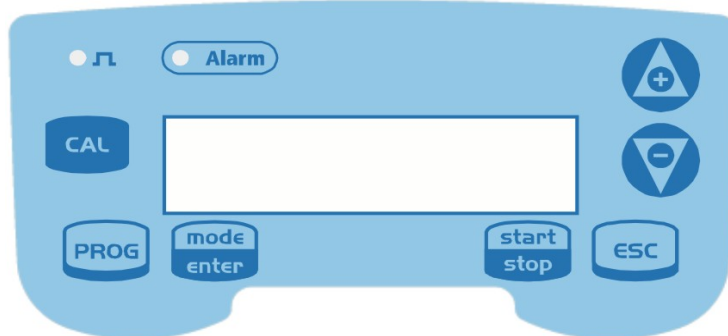 Alarm
CAL
+
-
PROG
mode
enter
start
stop
ESC